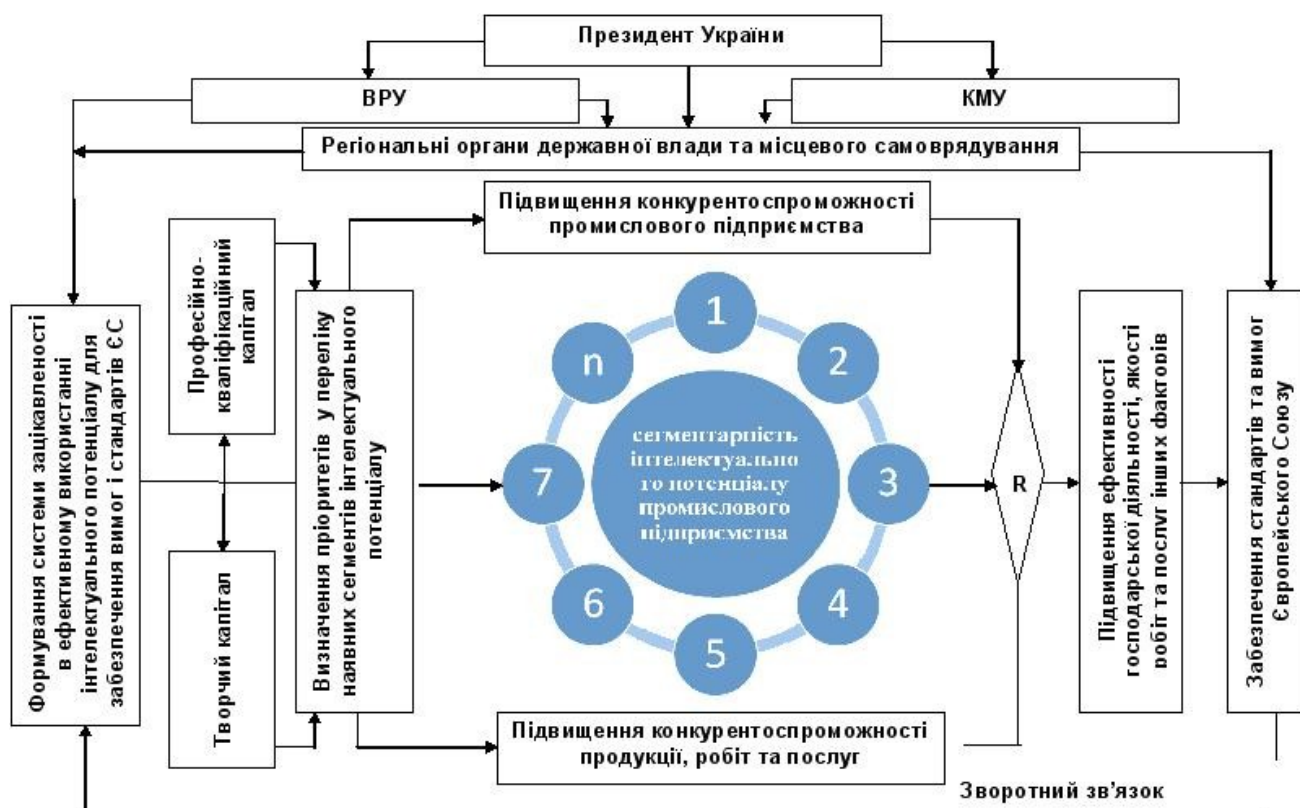 Президент України
ВРУ
КМУ
Регіональні органи державної влади та місцевого самоврядування
Підвищення конкурентоспроможності
промислового підприємства
Формування системи зацікавленості
в ефективному використанні
інтелектуального потенціалу для
забезпечення вимог і стандартів ЄС
Професійно-
кваліфікаційний
капітал
Творчий капітал
Визначення пріоритетів у переліку
наявних сегментів інтелектуального
потенціалу
1
2
3
4
5
6
7
n
сегментарність
інтелектуально
го потенціалу
промислового
підприємства
R
Підвищення ефективності
господарської діяльності, якості
робіт та послуг інших факторів
Забезпечення стандартів та вимог
Європейського Союзу
Підвищення конкурентоспроможності
продукції, робіт та послуг
Зворотний зв'язок